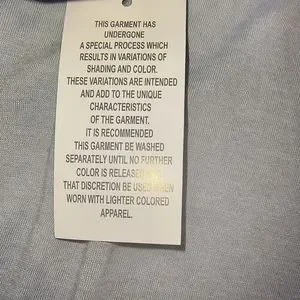 THIS GARMENT HAS
UNDERGONE
A SPECIAL PROCESS WHICH
RESULTS IN VARIATIONS OF
SHADING AND COLOR.
THESE VARIATIONS ARE INTENDED
AND ADD TO THE UNIQUE
CHARACTERISTICS
OF THE GARMENT.
IT IS RECOMMENDED
THIS GARMENT BE WASHED
SEPARATELY UNTIL NO FURTHER
COLOR IS RELEASED AND
THAT DISCRETION BE USED WHEN
WORN WITH LIGHTER COLORED
APPAREL.